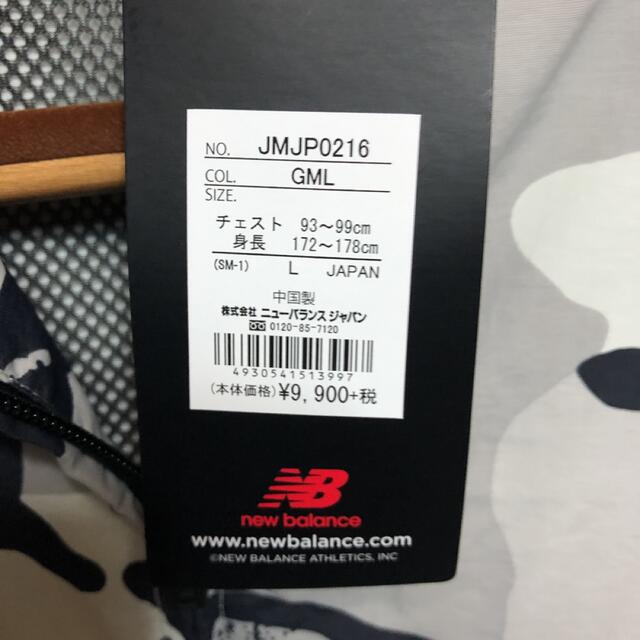 NO. JMJP0216
COL. GML
SIZE.
チェスト 93～99cm
身長 172～178cm
(SM-1) L JAPAN
中国製
株式会社 ニューバランス ジャパン
0120-85-7120
4930541513997
(本体価格) ¥9,900+税
NB
new balance
www.newbalance.com
©NEW BALANCE ATHLETICS, INC